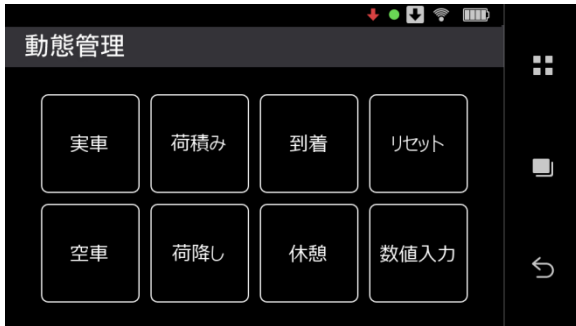 動態管理
実車 荷積み 到着 リセット
空車 荷降し 休憩 数値入力